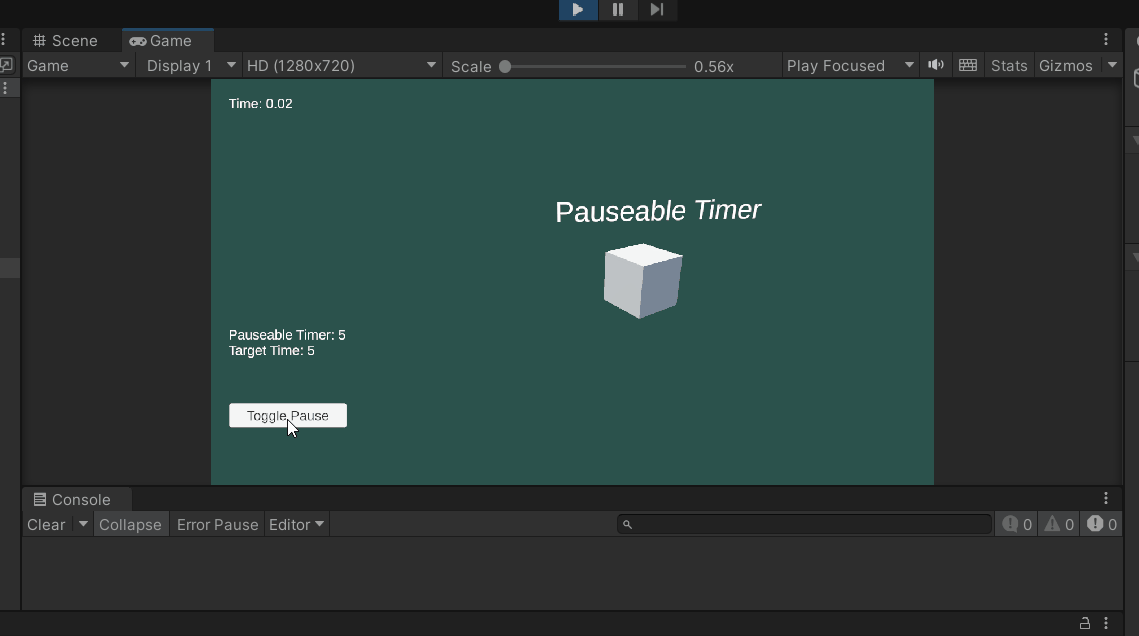 Scene
Game
Game Display 1 HD (1280x720) Scale 0.56x Play Focused Stats Gizmos
Time: 0.02
Pauseable Timer
Pauseable Timer: 5
Target Time: 5
Toggle Pause
Console
Clear Collapse Error Pause Editor 0 0 0